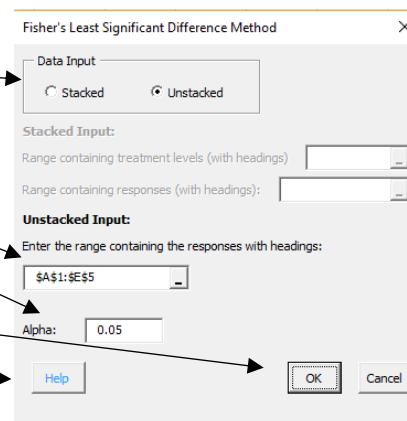 Fisher's Least Significant Difference Method
Data Input
Stacked Unstacked
Stacked Input:
Range containing treatment levels (with headings)
Range containing responses (with headings):
Unstacked Input:
Enter the range containing the responses with headings:
$A$1:$E$5
Alpha: 0.05
Help OK Cancel